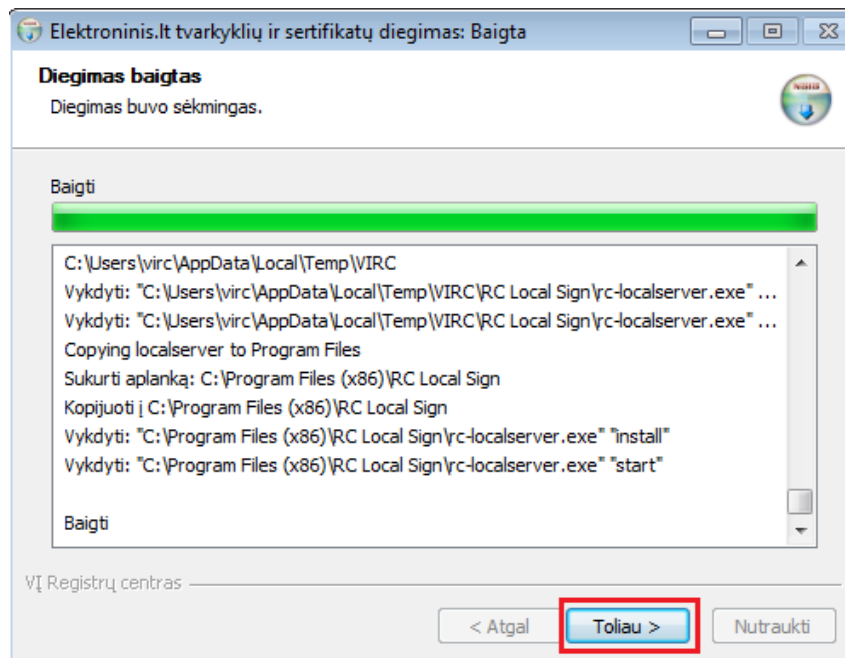 Elektroninis.lt tvarkyklių ir sertifikatų diegimas: Baigta
Diegimas baigtas
Diegimas buvo sėkmingas.
NGIG
Baigti
C:\Users\virc\AppData\Local\Temp\VIRC
Vykdyti: "C:\Users\virc\AppData\Local\Temp\VIRC\RC Local Sign\rc-localserver.exe" ...
Vykdyti: "C:\Users\virc\AppData\Local\Temp\VIRC\RC Local Sign\rc-localserver.exe" ...
Copying localserver to Program Files
Sukurti aplanką: C:\Program Files (x86)\RC Local Sign
Kopijuoti į C:\Program Files (x86)\RC Local Sign
Vykdyti: "C:\Program Files (x86)\RC Local Sign\rc-localserver.exe" "install"
Vykdyti: "C:\Program Files (x86)\RC Local Sign\rc-localserver.exe" "start"
Baigti
VĮ Registrų centras
< Atgal
Toliau >
Nutraukti